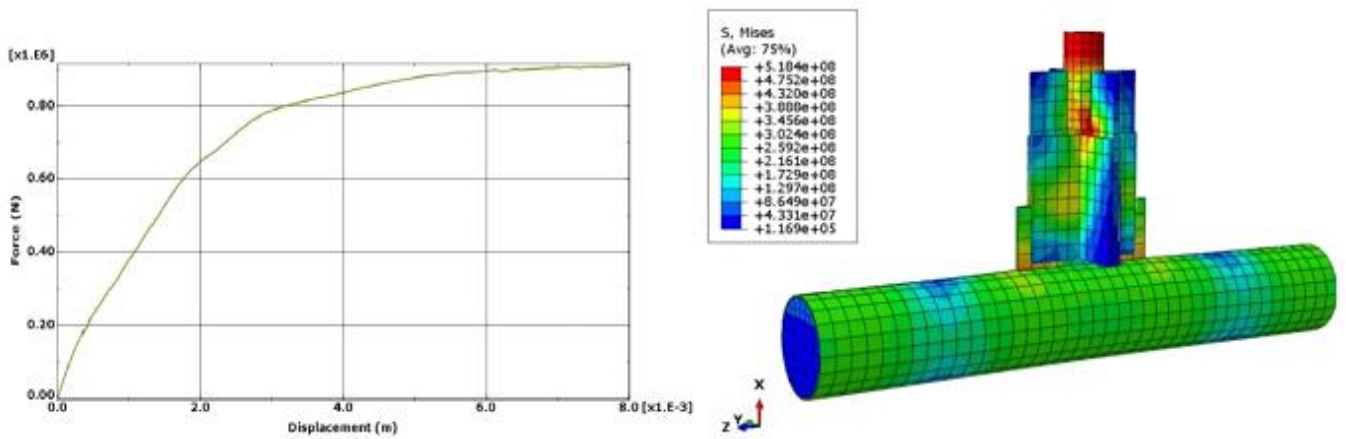 [x1.E6]
0.80
0.60
0.40
0.20
0.00
Force (N)
0.0 2.0 4.0 6.0 8.0 [x1.E-3]
Displacement (m)
S, Mises
(Avg: 75%)
+5.184e+08
+4.752e+08
+4.320e+08
+3.888e+08
+3.456e+08
+3.024e+08
+2.592e+08
+2.161e+08
+1.729e+08
+1.297e+08
+8.649e+07
+4.331e+07
+1.169e+05
X
Y
Z